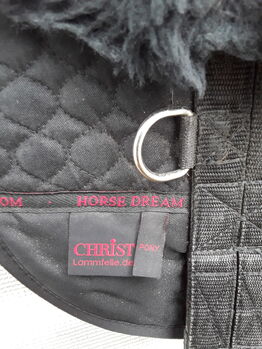 OM · HORSE DREAM
CHRIST
PONY
Lammfelle.de